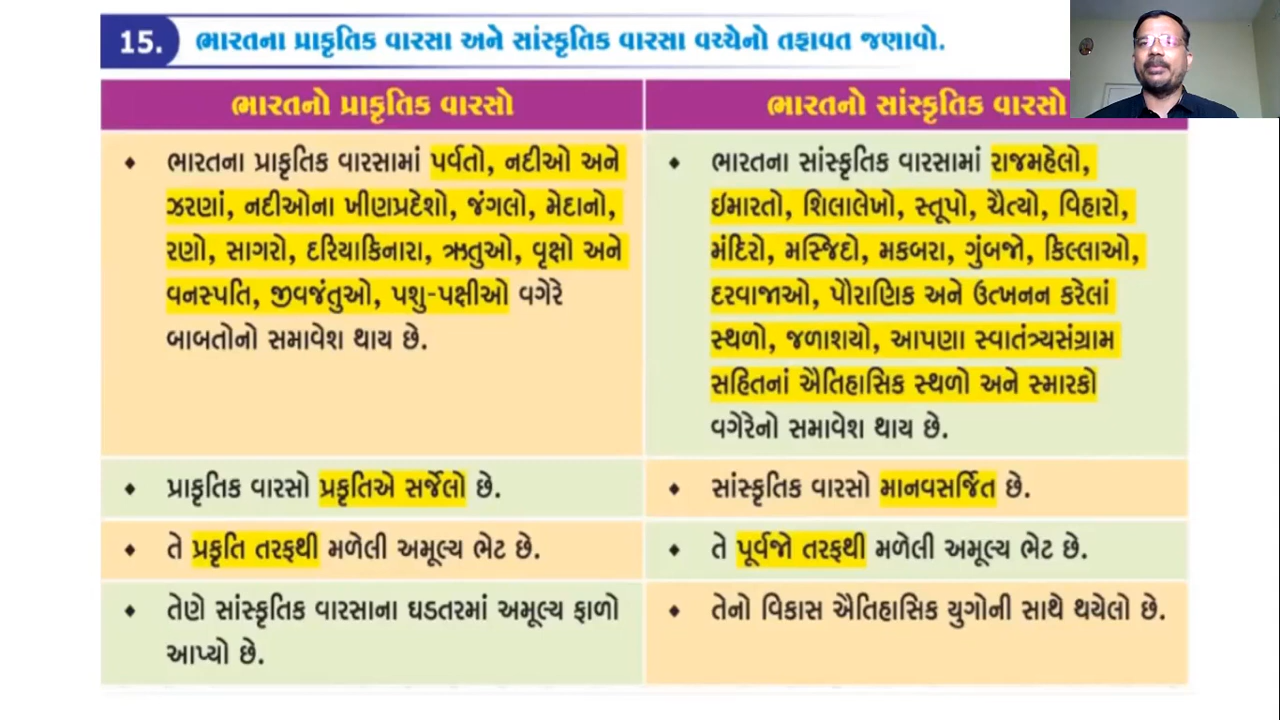 15. ભારતના પ્રાકૃતિક વારસા અને સાંસ્કૃતિક વારસા વચ્ચેનો તફાવત જણાવો.
ભારતનો પ્રાકૃતિક વારસો
ભારતનો સાંસ્કૃતિક વારસો
♦ ભારતના પ્રાકૃતિક વારસામાં પર્વતો, નદીઓ અને
ઝરણાં, નદીઓના ખીણપ્રદેશો, જંગલો, મેદાનો,
રણો, સાગરો, દરિયાકિનારા, ઋતુઓ, વૃક્ષો અને
વનસ્પતિ, જીવજંતુઓ, પશુ-પક્ષીઓ વગેરે
બાબતોનો સમાવેશ થાય છે.
♦ ભારતના સાંસ્કૃતિક વારસામાં રાજમહેલો,
ઈમારતો, શિલાલેખો, સ્તૂપો, ચૈત્યો, વિહારો,
મંદિરો, મસ્જિદો, મકબરા, ગુંબજો, કિલ્લાઓ,
દરવાજાઓ, પૌરાણિક અને ઉત્ખનન કરેલાં
સ્થળો, જળાશયો, આપણા સ્વાતંત્ર્યસંગ્રામ
સહિતનાં ઐતિહાસિક સ્થળો અને સ્મારકો
વગેરેનો સમાવેશ થાય છે.
♦ પ્રાકૃતિક વારસો પ્રકૃતિએ સર્જેલો છે.
♦ સાંસ્કૃતિક વારસો માનવસર્જિત છે.
♦ તે પ્રકૃતિ તરફથી મળેલી અમૂલ્ય ભેટ છે.
♦ તે પૂર્વજો તરફથી મળેલી અમૂલ્ય ભેટ છે.
♦ તેણે સાંસ્કૃતિક વારસાના ઘડતરમાં અમૂલ્ય ફાળો
આપ્યો છે.
♦ તેનો વિકાસ ઐતિહાસિક યુગોની સાથે થયેલો છે.